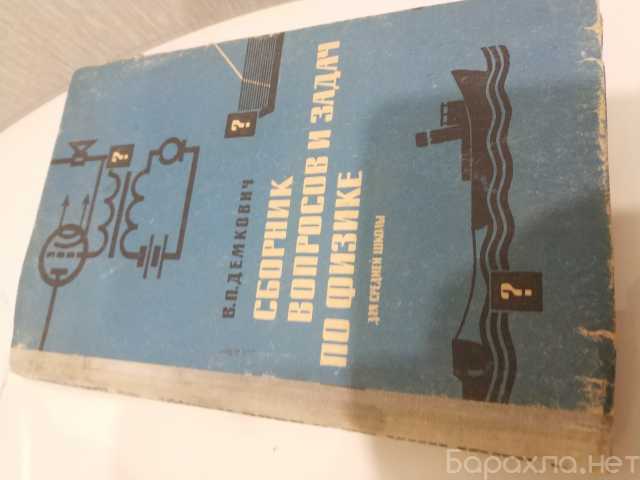 В.П.ДЕМКОВИЧ
СБОРНИК
ВОПРОСОВ И ЗАДАЧ
ПО ФИЗИКЕ
ДЛЯ СРЕДНЕЙ ШКОЛЫ
?
?
?
Барахла.нет